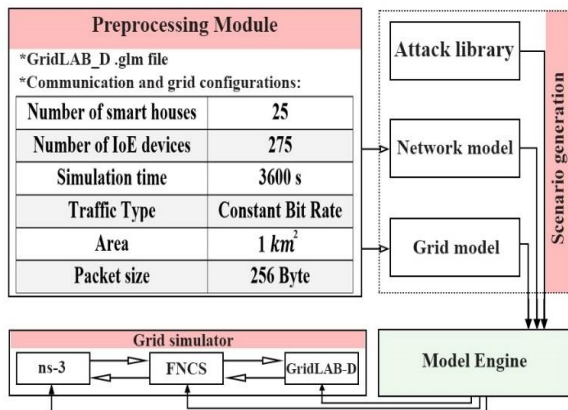 Preprocessing Module
*GridLAB_D .glm file
*Communication and grid configurations:
Number of smart houses 25
Number of IoE devices 275
Simulation time 3600 s
Traffic Type Constant Bit Rate
Area 1 km²
Packet size 256 Byte
Attack library
Network model
Grid model
Scenario generation
Grid simulator
ns-3
FNCS
GridLAB-D
Model Engine